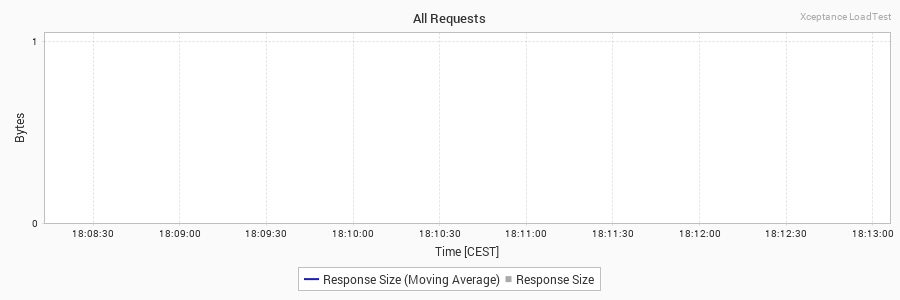 All Requests
Xceptance LoadTest
1
Bytes
0
18:08:30 18:09:00 18:09:30 18:10:00 18:10:30 18:11:00 18:11:30 18:12:00 18:12:30 18:13:00
Time [CEST]
Response Size (Moving Average) Response Size